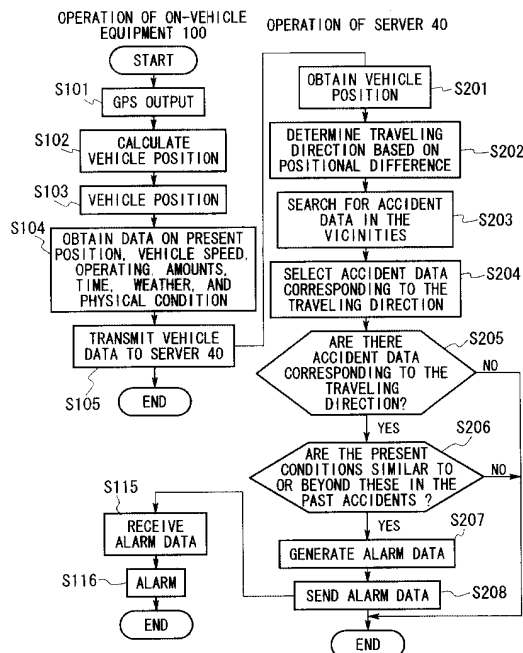 OPERATION OF ON-VEHICLE
EQUIPMENT 100
START
S101
GPS OUTPUT
S102
CALCULATE
VEHICLE POSITION
S103
VEHICLE POSITION
S104
OBTAIN DATA ON PRESENT
POSITION, VEHICLE SPEED,
OPERATING, AMOUNTS,
TIME, WEATHER, AND
PHYSICAL CONDITION
TRANSMIT VEHICLE
DATA TO SERVER 40
S105
END
S115
RECEIVE
ALARM DATA
S116
ALARM
END
OPERATION OF SERVER 40
OBTAIN VEHICLE
POSITION
S201
DETERMINE TRAVELING
DIRECTION BASED ON
POSITIONAL DIFFERENCE
S202
SEARCH FOR ACCIDENT
DATA IN THE
VICINITIES
S203
SELECT ACCIDENT DATA
CORRESPONDING TO THE
TRAVELING DIRECTION
S204
ARE THERE
ACCIDENT DATA
CORRESPONDING TO THE
TRAVELING
DIRECTION?
S205
NO
YES
ARE THE PRESENT
CONDITIONS SIMILAR TO
OR BEYOND THESE IN THE
PAST ACCIDENTS ?
S206
NO
YES
S207
GENERATE ALARM DATA
SEND ALARM DATA
S208
END